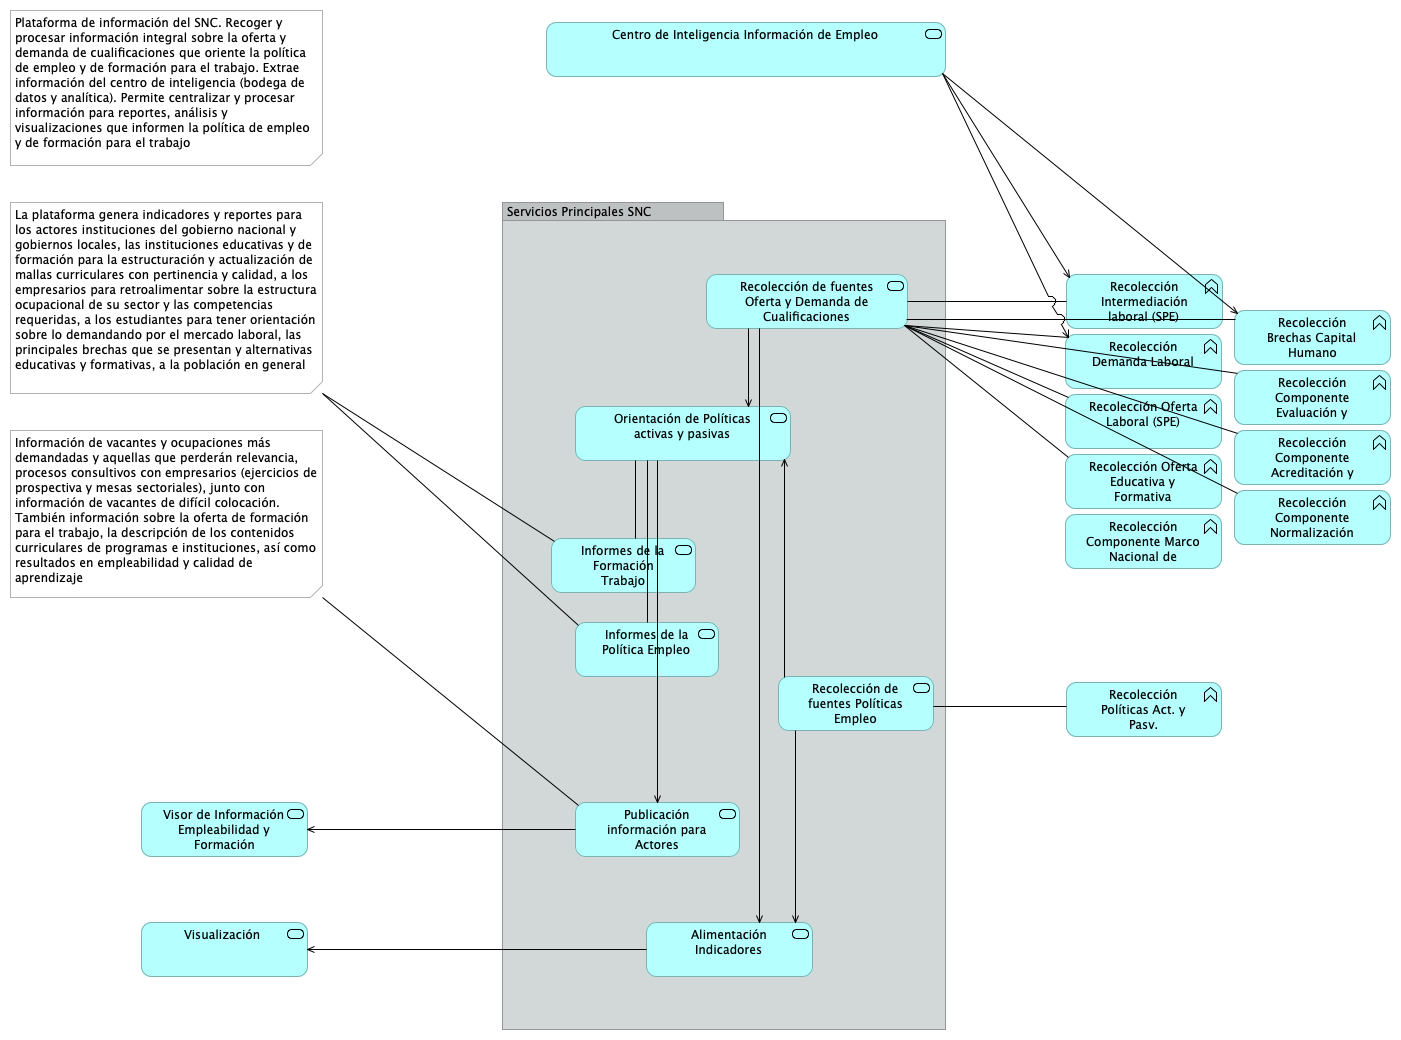 Plataforma de información del SNC. Recoger y
procesar información integral sobre la oferta y
demanda de cualificaciones que oriente la política
de empleo y de formación para el trabajo. Extrae
información del centro de inteligencia (bodega de
datos y analítica). Permite centralizar y procesar
información para reportes, análisis y
visualizaciones que informen la política de empleo
y de formación para el trabajo
Centro de Inteligencia Información de Empleo
La plataforma genera indicadores y reportes para
los actores instituciones del gobierno nacional y
gobiernos locales, las instituciones educativas y de
formación para la estructuración y actualización de
mallas curriculares con pertinencia y calidad, a los
empresarios para retroalimentar sobre la estructura
ocupacional de su sector y las competencias
requeridas, a los estudiantes para tener orientación
sobre lo demandando por el mercado laboral, las
principales brechas que se presentan y alternativas
educativas y formativas, a la población en general
Información de vacantes y ocupaciones más
demandadas y aquellas que perderán relevancia,
procesos consultivos con empresarios (ejercicios de
prospectiva y mesas sectoriales), junto con
información de vacantes de difícil colocación.
También información sobre la oferta de formación
para el trabajo, la descripción de los contenidos
curriculares de programas e instituciones, así como
resultados en empleabilidad y calidad de
aprendizaje
Servicios Principales SNC
Recolección de fuentes
Oferta y Demanda de
Cualificaciones
Orientación de Políticas
activas y pasivas
Informes de la
Formación
Trabajo
Informes de la
Política Empleo
Recolección de
fuentes Políticas
Empleo
Publicación
información para
Actores
Alimentación
Indicadores
Visor de Información
Empleabilidad y
Formación
Visualización
Recolección
Intermediación
laboral (SPE)
Recolección
Demanda Laboral
Recolección Oferta
Laboral (SPE)
Recolección Oferta
Educativa y
Formativa
Recolección
Componente Marco
Nacional de
Recolección
Brechas Capital
Humano
Recolección
Componente
Evaluación y
Recolección
Componente
Acreditación y
Recolección
Componente
Normalización
Recolección
Políticas Act. y
Pasv.